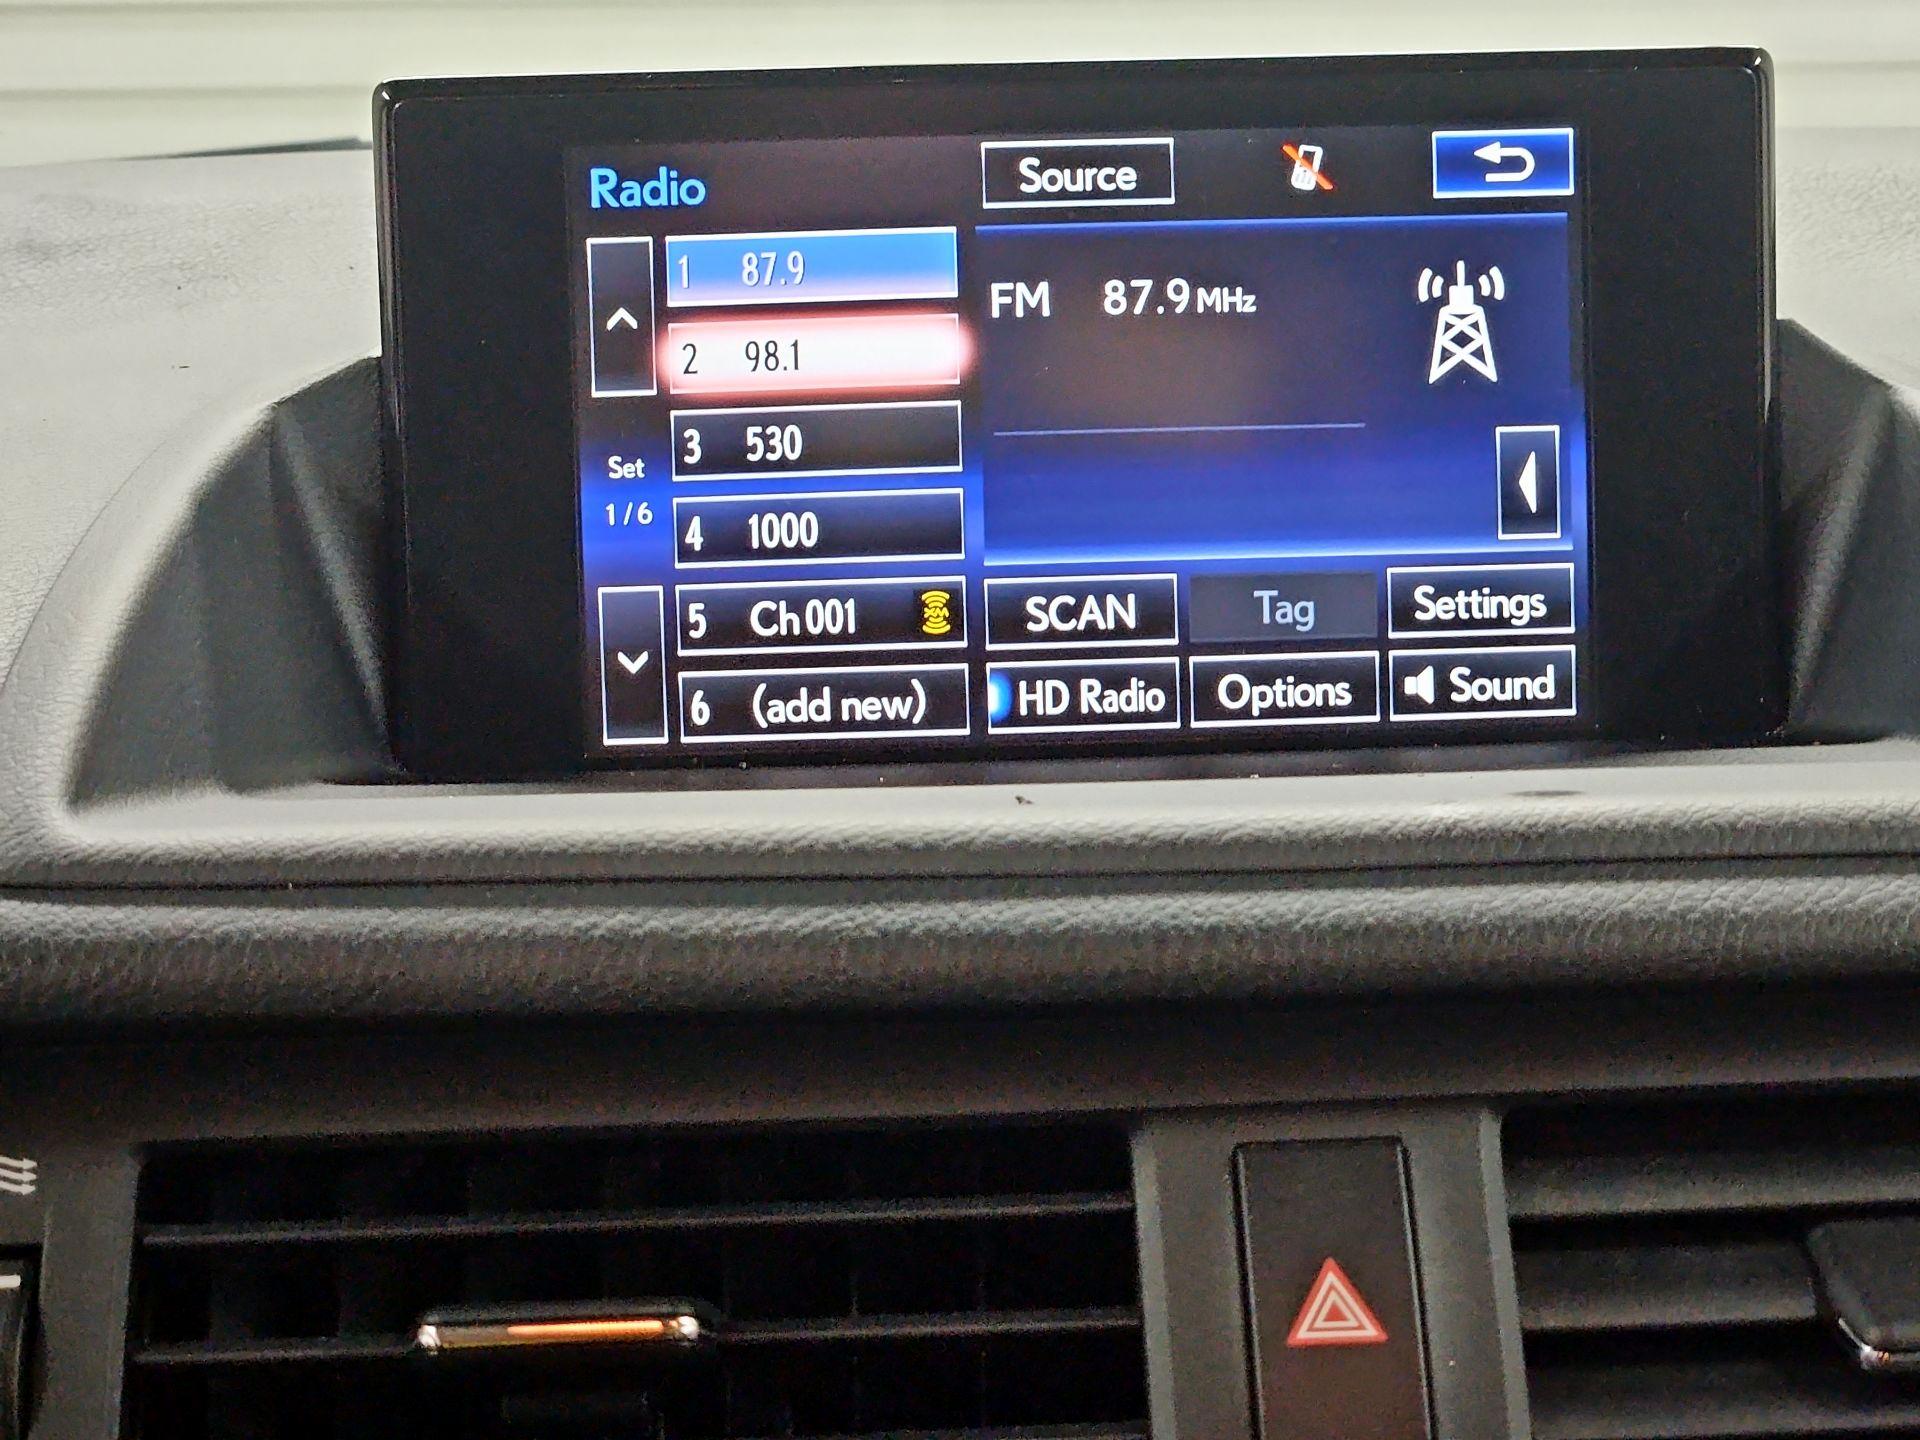 Radio
Source
1 87.9
2 98.1
3 530
4 1000
5 Ch 001 XM
6 (add new)
Set
1/6
FM 87.9 MHz
SCAN
Tag
Settings
HD Radio
Options
Sound